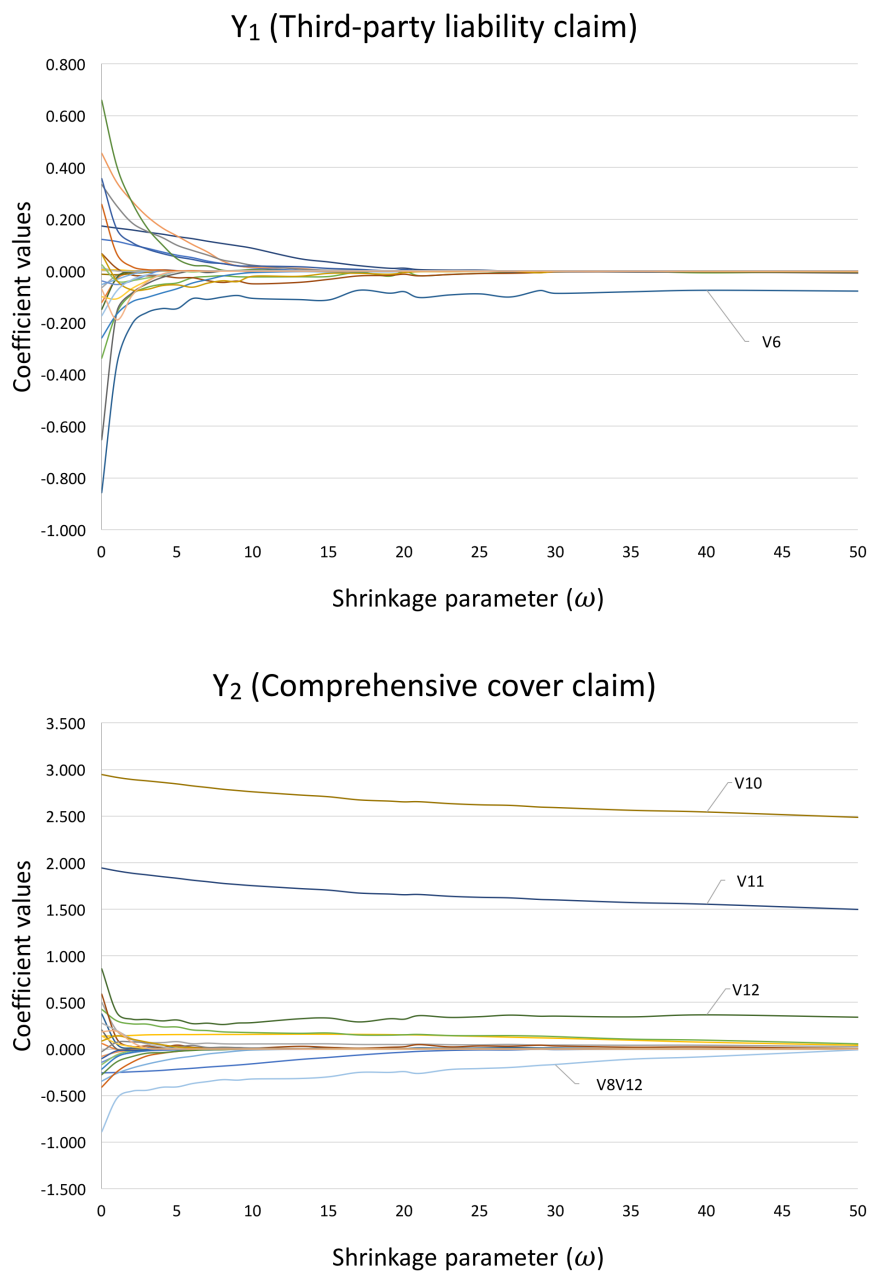 Y₁ (Third-party liability claim)
0.800
0.600
0.400
0.200
0.000
-0.200
-0.400
-0.600
-0.800
-1.000
Coefficient values
V6
0 5 10 15 20 25 30 35 40 45 50
Shrinkage parameter (ω)
Y₂ (Comprehensive cover claim)
3.500
3.000
2.500
2.000
1.500
1.000
0.500
0.000
-0.500
-1.000
-1.500
Coefficient values
V10
V11
V12
V8V12
0 5 10 15 20 25 30 35 40 45 50
Shrinkage parameter (ω)